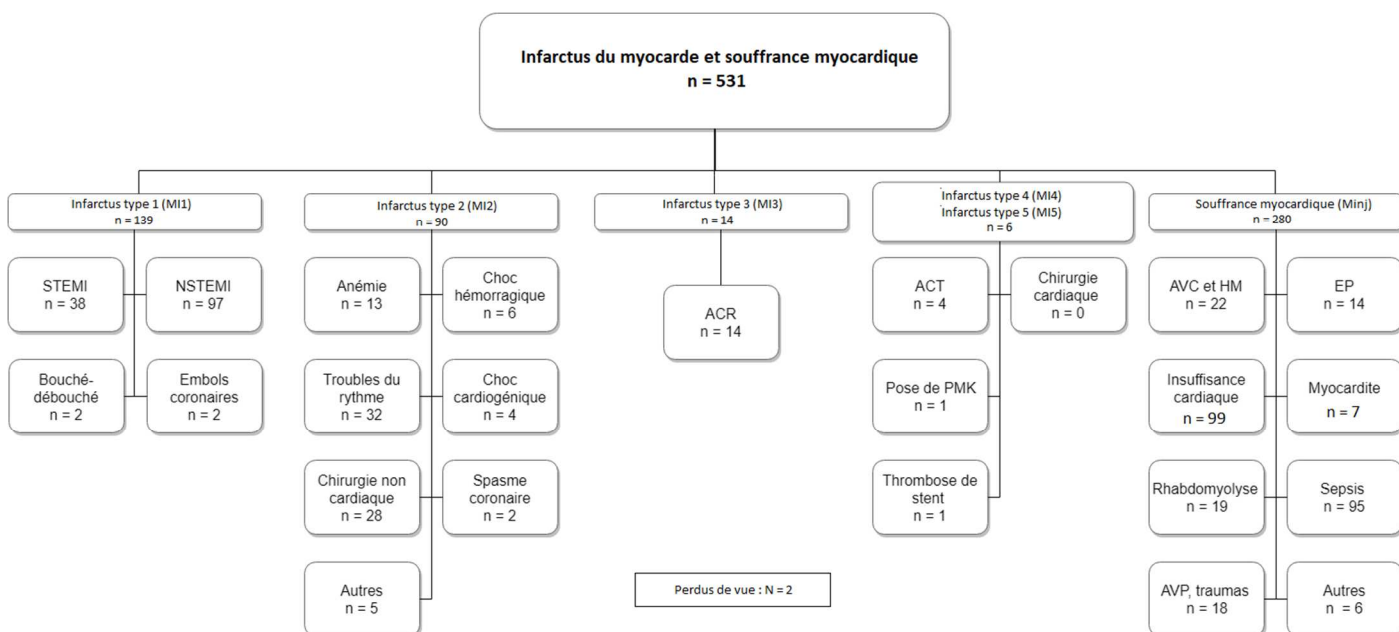 Infarctus du myocarde et souffrance myocardique
n = 531
Infarctus type 1 (MI1)
n = 139
Infarctus type 2 (MI2)
n = 90
Infarctus type 3 (MI3)
n = 14
Infarctus type 4 (MI4)
Infarctus type 5 (MI5)
n = 6
Souffrance myocardique (Minj)
n = 280
STEMI
n = 38
NSTEMI
n = 97
Bouché-
débouché
n = 2
Embols
coronaires
n = 2
Anémie
n = 13
Choc
hémorragique
n = 6
Troubles du
rythme
n = 32
Choc
cardiogénique
n = 4
Chirurgie non
cardiaque
n = 28
Spasme
coronaire
n = 2
Autres
n = 5
ACR
n = 14
ACT
n = 4
Chirurgie
cardiaque
n = 0
Pose de PMK
n = 1
Thrombose de
stent
n = 1
AVC et HM
n = 22
EP
n = 14
Insuffisance
cardiaque
n = 99
Myocardite
n = 7
Rhabdomyolyse
n = 19
Sepsis
n = 95
AVP, traumas
n = 18
Autres
n = 6
Perdus de vue : N = 2